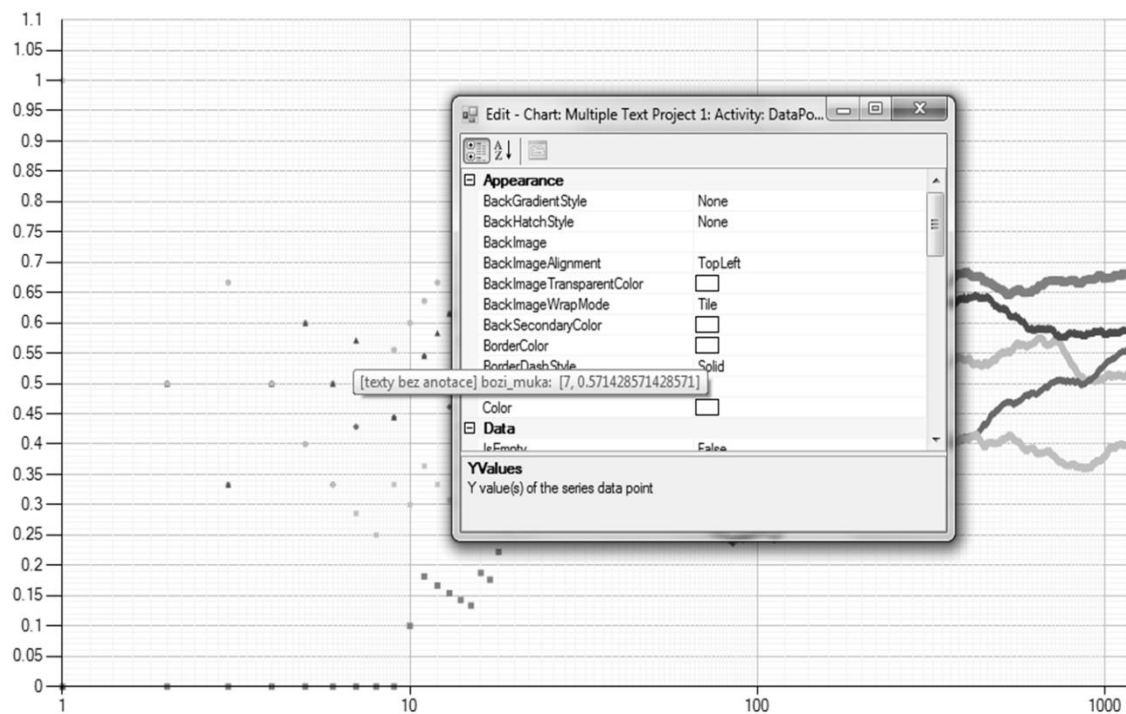 1.1
1.05
1
0.95
0.9
0.85
0.8
0.75
0.7
0.65
0.6
0.55
0.5
0.45
0.4
0.35
0.3
0.25
0.2
0.15
0.1
0.05
0
1 10 100 1000
Edit - Chart: Multiple Text Project 1: Activity: DataPo...
Appearance
BackGradientStyle None
BackHatchStyle None
BackImage
BackImageAlignment TopLeft
BackImageTransparentColor
BackImageWrapMode Tile
BackSecondaryColor
BorderColor
BorderDashStyle Solid
[texty bez anotace] bozi_muka: [7, 0.571428571428571]
Color
Data
IsEmpty False
YValues
Y value(s) of the series data point